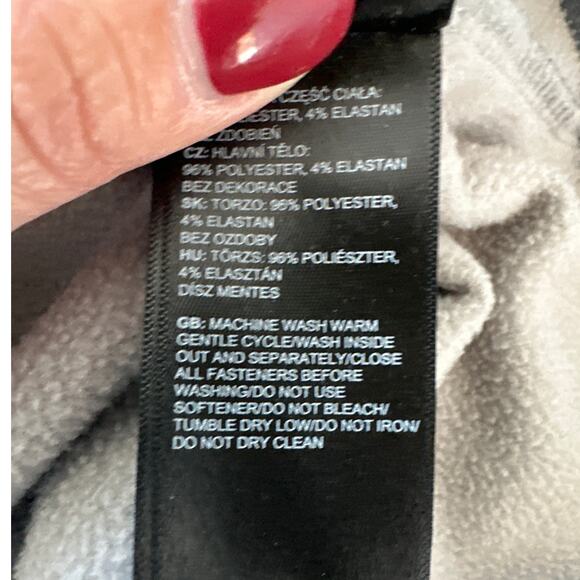 CZĘŚĆ CIAŁA:
4% ELASTAN
ZDOBIEŃ
CZ: HLAVNÍ TĚLO:
96% POLYESTER, 4% ELASTAN
BEZ DEKORACE
SK: TORZO: 96% POLYESTER,
4% ELASTAN
BEZ OZDOBY
HU: TÖRZS: 96% POLIÉSZTER,
4% ELASZTÁN
DÍSZ MENTES
GB: MACHINE WASH WARM
GENTLE CYCLE/WASH INSIDE
OUT AND SEPARATELY/CLOSE
ALL FASTENERS BEFORE
WASHING/DO NOT USE
SOFTENER/DO NOT BLEACH/
TUMBLE DRY LOW/DO NOT IRON/
DO NOT DRY CLEAN